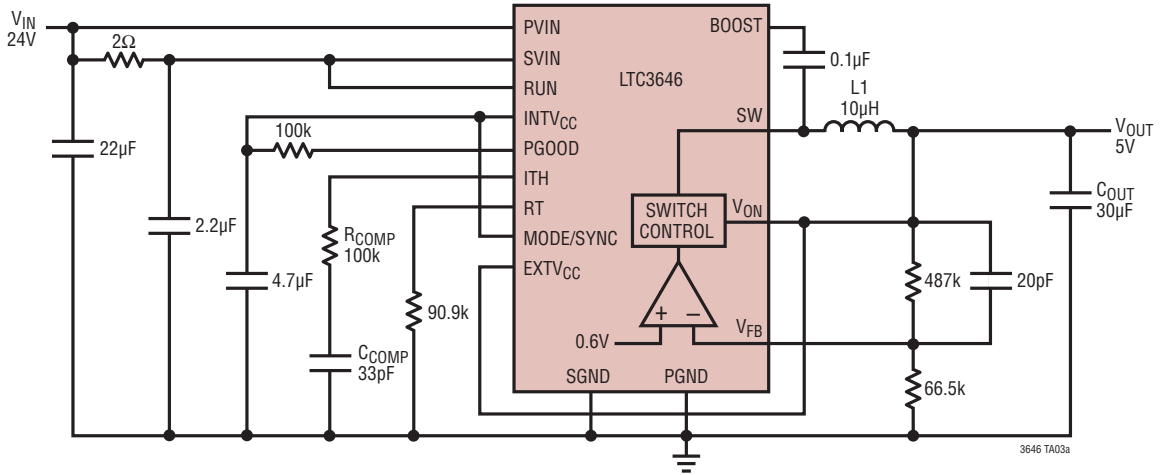 VIN
24V
2Ω
22µF
2.2µF
100k
4.7µF
RCOMP
100k
CCOMP
33pF
90.9k
PVIN
SVIN
RUN
INTVCC
PGOOD
ITH
RT
MODE/SYNC
EXTVCC
LTC3646
BOOST
SW
SWITCH
CONTROL
VON
+ –
0.6V
VFB
SGND
PGND
0.1µF
L1
10µH
VOUT
5V
COUT
30µF
487k
20pF
66.5k
3646 TA03a